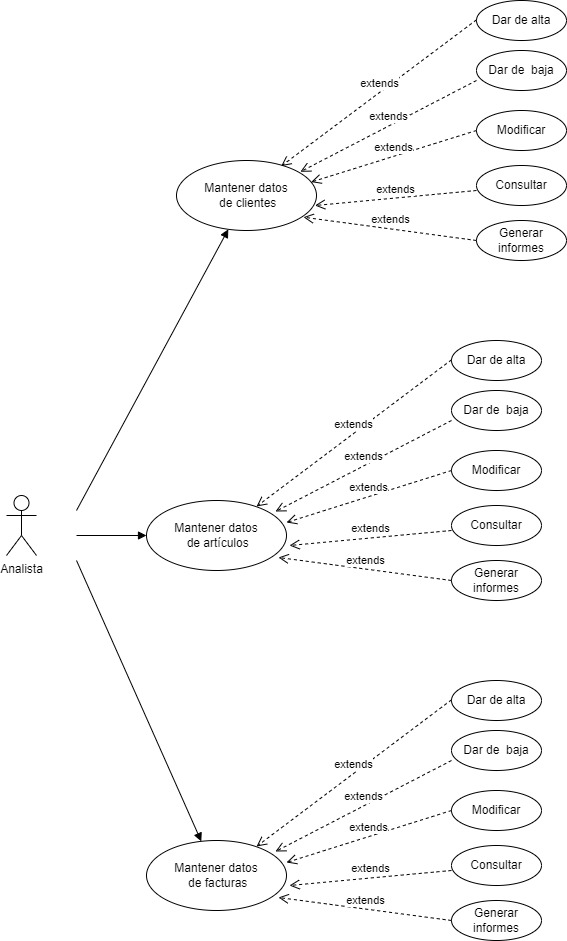 Dar de alta
extends
Dar de  baja
extends
Modificar
extends
Mantener datos
de clientes
extends
Consultar
extends
Generar
informes
Dar de alta
extends
Dar de  baja
extends
Modificar
extends
Mantener datos
de artículos
extends
Consultar
extends
Generar
informes
Analista
Dar de alta
extends
Dar de  baja
extends
Modificar
extends
Mantener datos
de facturas
extends
Consultar
extends
Generar
informes